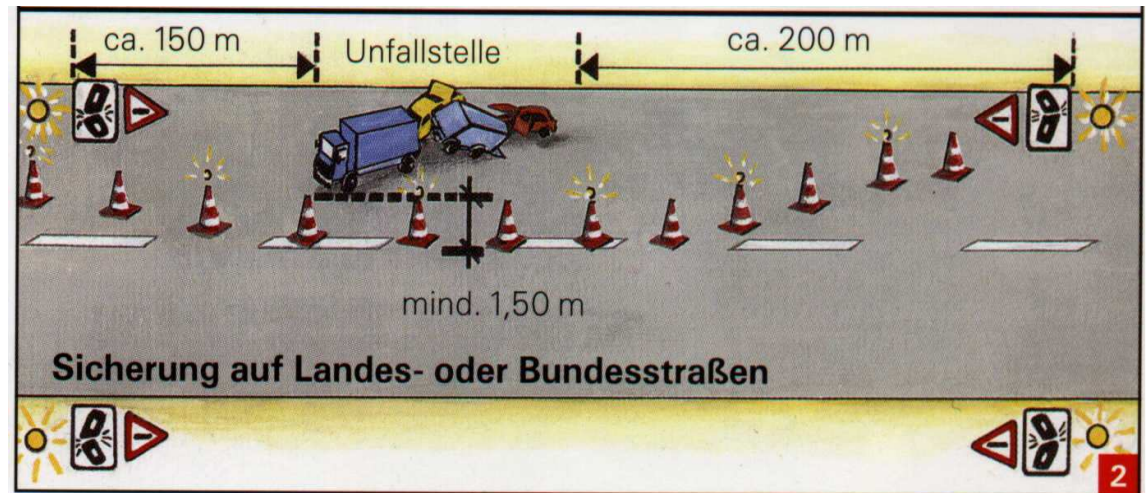 ca. 150 m
Unfallstelle
ca. 200 m
mind. 1,50 m
Sicherung auf Landes- oder Bundesstraßen
2